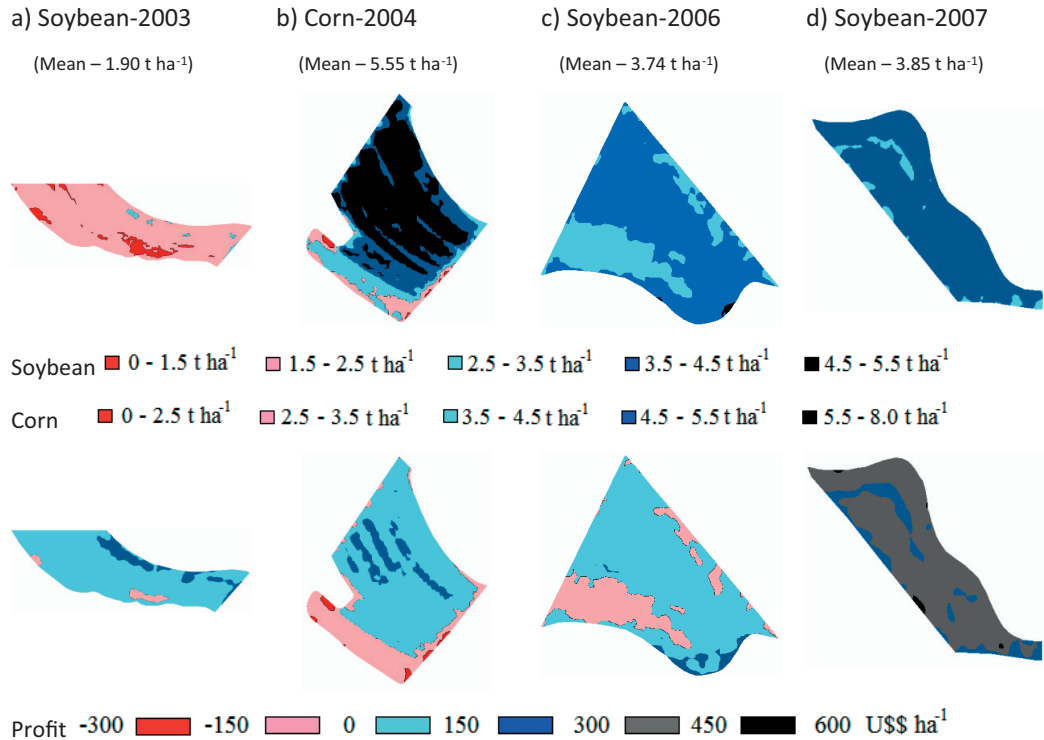 a) Soybean-2003 b) Corn-2004 c) Soybean-2006 d) Soybean-2007
(Mean – 1.90 t ha-1) (Mean – 5.55 t ha-1) (Mean – 3.74 t ha-1) (Mean – 3.85 t ha-1)
Soybean 0 - 1.5 t ha-1 1.5 - 2.5 t ha-1 2.5 - 3.5 t ha-1 3.5 - 4.5 t ha-1 4.5 - 5.5 t ha-1
Corn 0 - 2.5 t ha-1 2.5 - 3.5 t ha-1 3.5 - 4.5 t ha-1 4.5 - 5.5 t ha-1 5.5 - 8.0 t ha-1
Profit -300 -150 0 150 300 450 600 U$$ ha-1